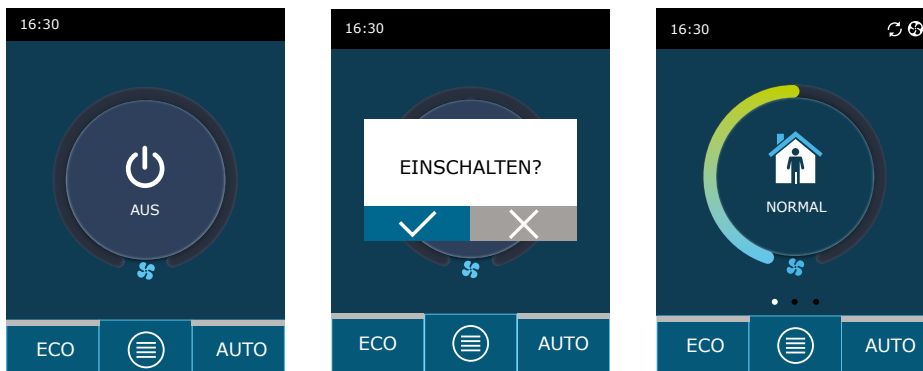 16:30
AUS
ECO
AUTO
16:30
EINSCHALTEN?
ECO
AUTO
16:30
NORMAL
ECO
AUTO